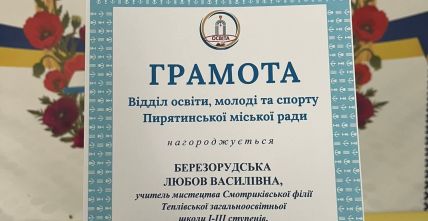 ОСВІТА
ГРАМОТА
Відділ освіти, молоді та спорту
Пирятинської міської ради
нагороджується
БЕРЕЗОРУДСЬКА
ЛЮБОВ ВАСИЛІВНА,
учитель мистецтва Смотриківської філії
Теплівської загальноосвітньої
школи І-ІІІ ступенів,